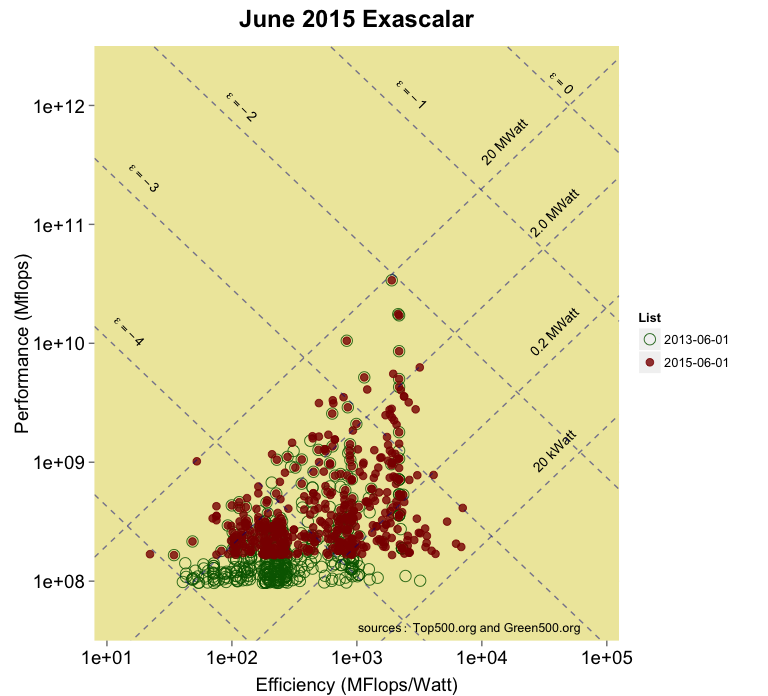 June 2015 Exascalar
Performance (Mflops)
1e+12
1e+11
1e+10
1e+09
1e+08
ε = −4
ε = −3
ε = −2
ε = −1
ε = 0
20 MWatt
2.0 MWatt
0.2 MWatt
20 kWatt
sources : Top500.org and Green500.org
1e+01
1e+02
1e+03
1e+04
1e+05
Efficiency (MFlops/Watt)
List
2013-06-01
2015-06-01